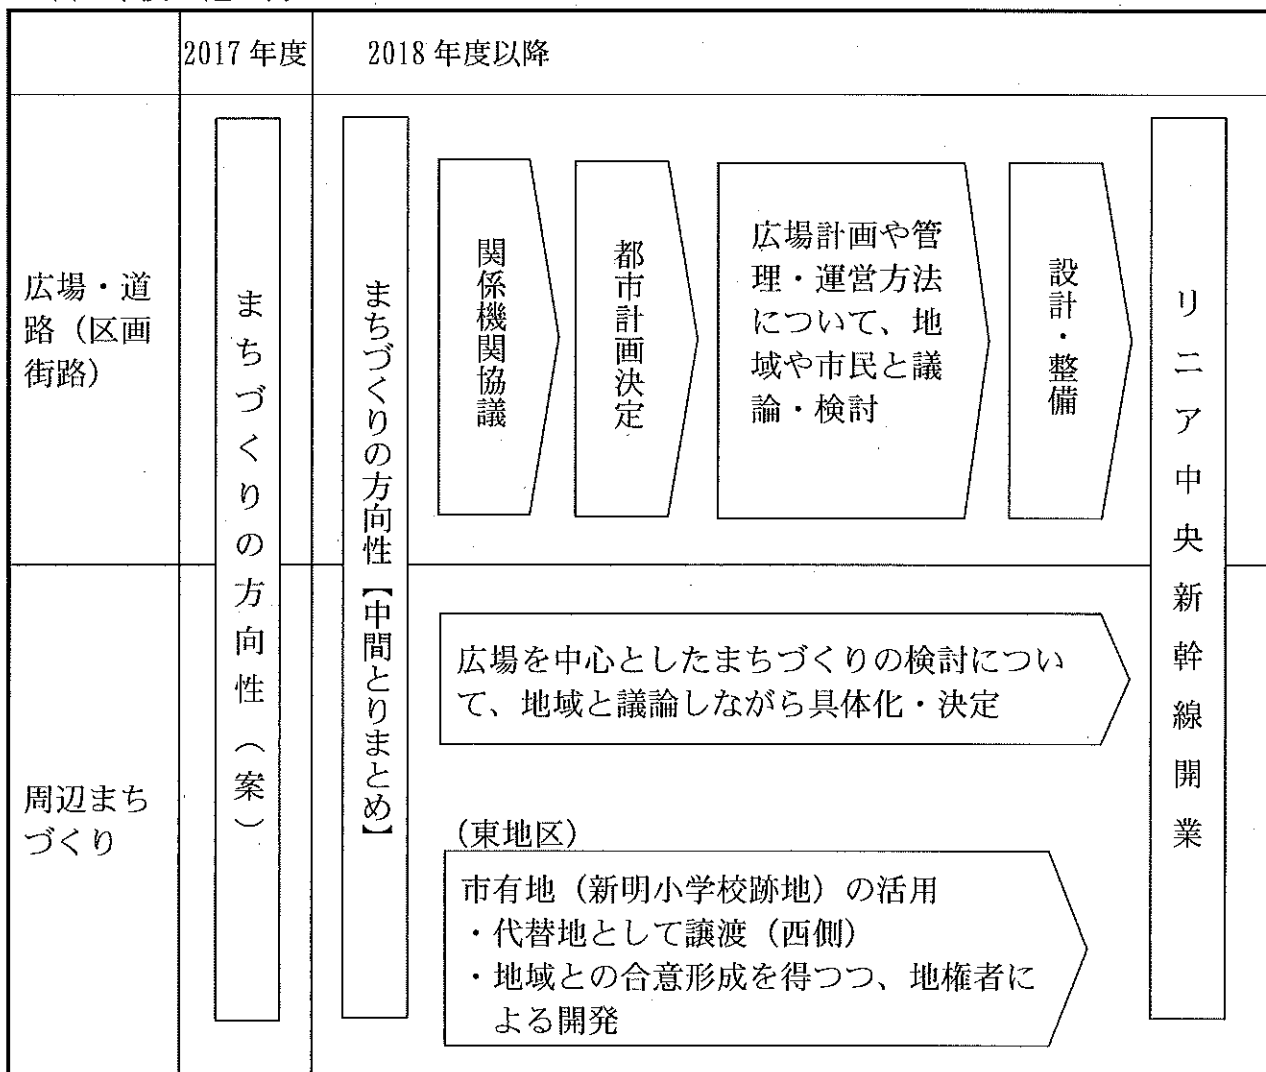 2017年度
2018年度以降
広場・道
路（区画
街路）
まちづくりの方向性（案）
まちづくりの方向性【中間とりまとめ】
関係機関協議
都市計画決定
広場計画や管
理・運営方法
について、地
域や市民と議
論・検討
設計・整備
リニア中央新幹線開業
周辺まち
づくり
広場を中心としたまちづくりの検討につい
て、地域と議論しながら具体化・決定
(東地区)
市有地（新明小学校跡地）の活用
・代替地として譲渡（西側）
・地域との合意形成を得つつ、地権者に
よる開発